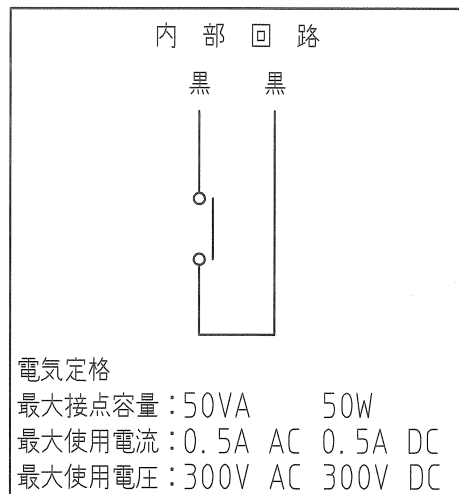 内部回路
黒 黒
電気定格
最大接点容量:50VA 50W
最大使用電流:0.5A AC 0.5A DC
最大使用電圧:300V AC 300V DC